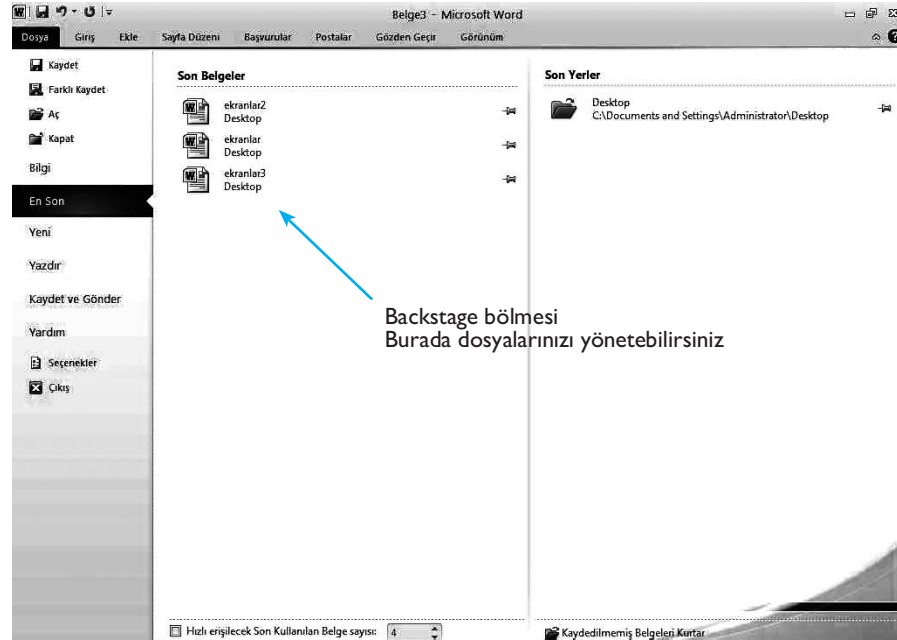 Belge3 - Microsoft Word
Dosya Giriş Ekle Sayfa Düzeni Başvurular Postalar Gözden Geçir Görünüm
Kaydet
Farklı Kaydet
Aç
Kapat
Bilgi
En Son
Yeni
Yazdır
Kaydet ve Gönder
Yardım
Seçenekler
Çıkış
Son Belgeler
ekranlar2
Desktop
ekranlar
Desktop
ekranlar3
Desktop
Son Yerler
Desktop
C:\Documents and Settings\Administrator\Desktop
Backstage bölmesi
Burada dosyalarınızı yönetebilirsiniz
Hızlı erişilecek Son Kullanılan Belge sayısı: 4
Kaydedilmemiş Belgeleri Kurtar